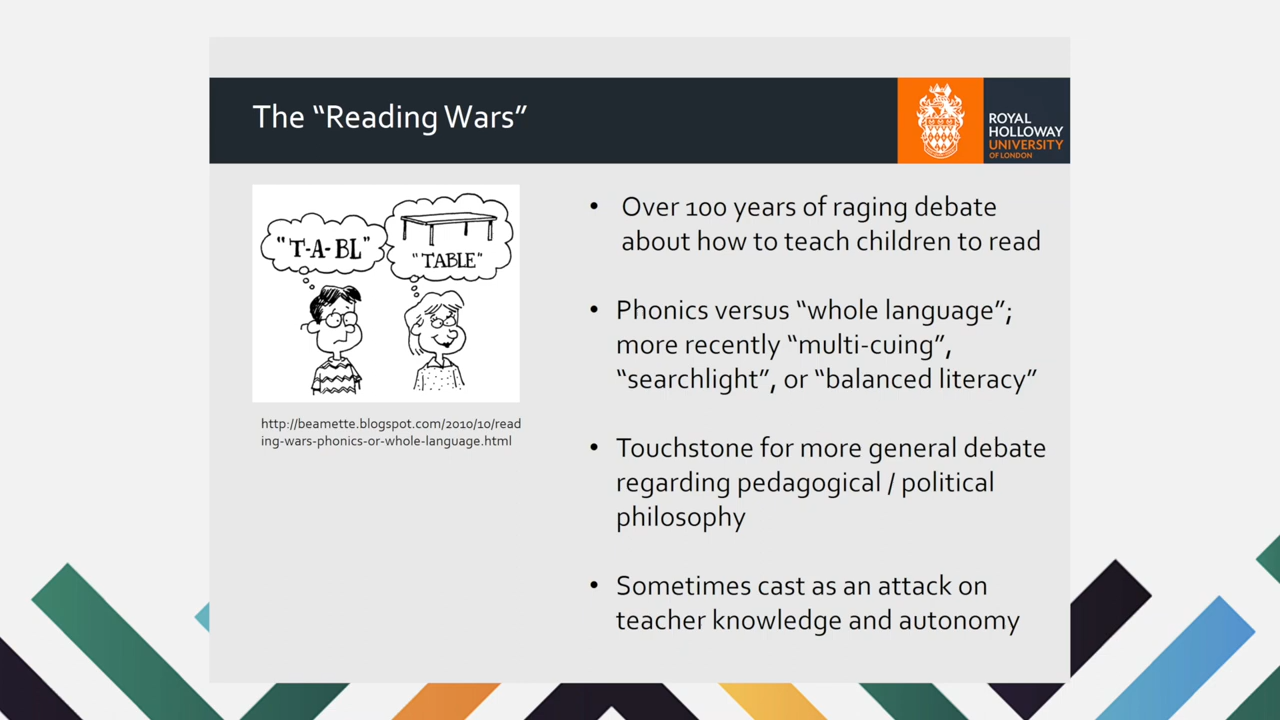 The “Reading Wars”
ROYAL
HOLLOWAY
UNIVERSITY
OF LONDON
"T-A-BL"
"TABLE"
http://beamette.blogspot.com/2010/10/read
ing-wars-phonics-or-whole-language.html
• Over 100 years of raging debate
about how to teach children to read
• Phonics versus “whole language”;
more recently “multi-cuing”,
“searchlight”, or “balanced literacy”
• Touchstone for more general debate
regarding pedagogical / political
philosophy
• Sometimes cast as an attack on
teacher knowledge and autonomy